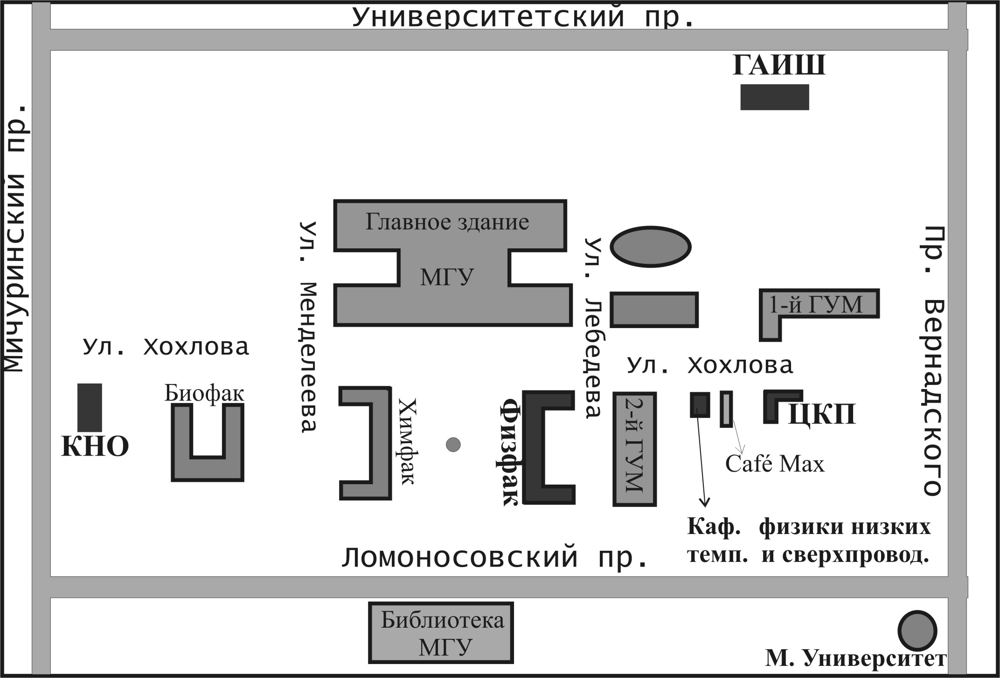 Университетский пр.
ГАИШ
Мичуринский пр.
Главное здание
МГУ
Ул. Менделеева
Ул. Лебедева
Пр. Вернадского
1-й ГУМ
Ул. Хохлова
Ул. Хохлова
Биофак
КНО
Химфак
Физфак
2-й ГУМ
ЦКП
Café Max
Каф. физики низких
темп. и сверхпровод.
Ломоносовский пр.
Библиотека
МГУ
М. Университет